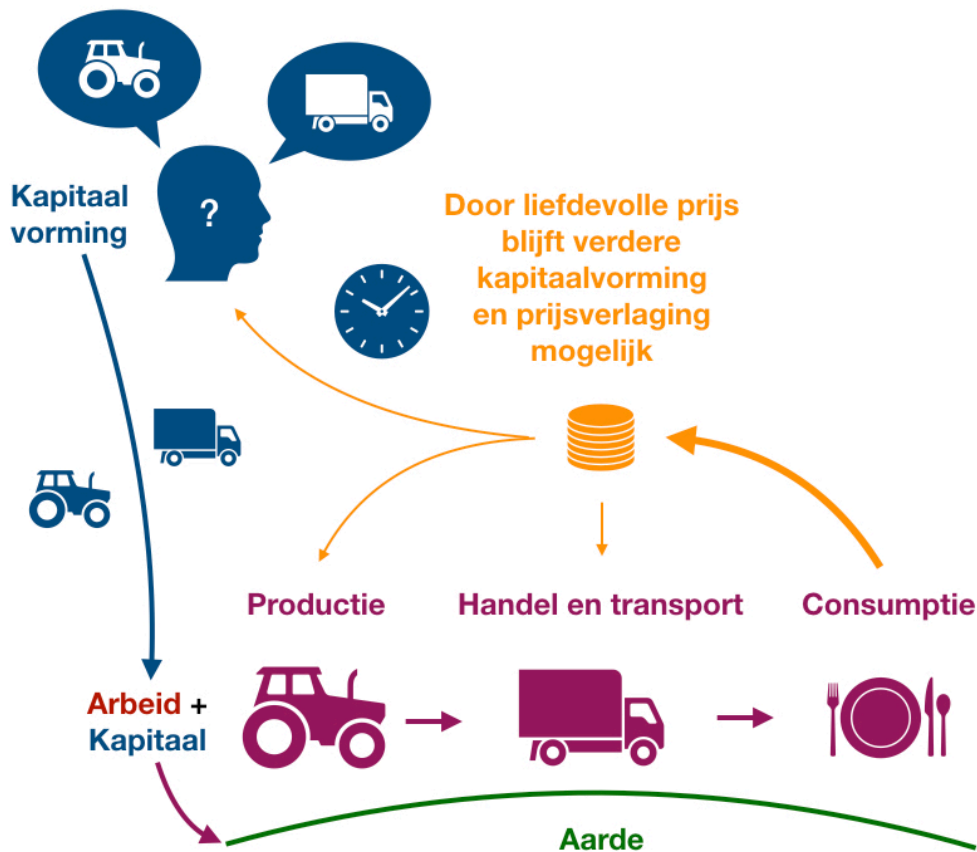 Kapitaal
vorming
?
Door liefdevolle prijs
blijft verdere
kapitaalvorming
en prijsverlaging
mogelijk
Productie
Handel en transport
Consumptie
Arbeid +
Kapitaal
Aarde